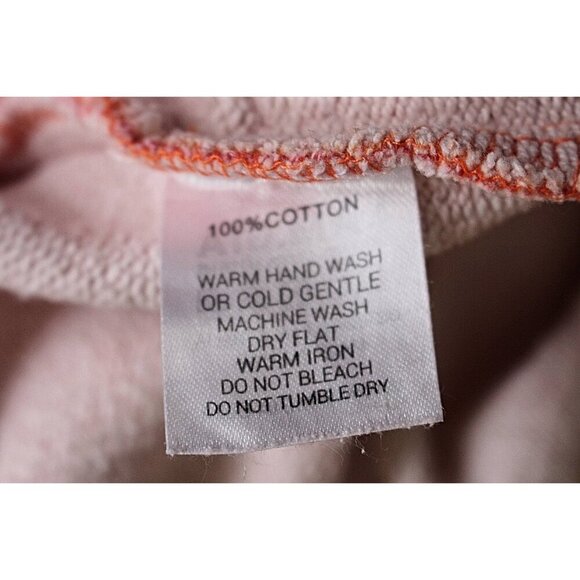 100%COTTON
WARM HAND WASH
OR COLD GENTLE
MACHINE WASH
DRY FLAT
WARM IRON
DO NOT BLEACH
DO NOT TUMBLE DRY